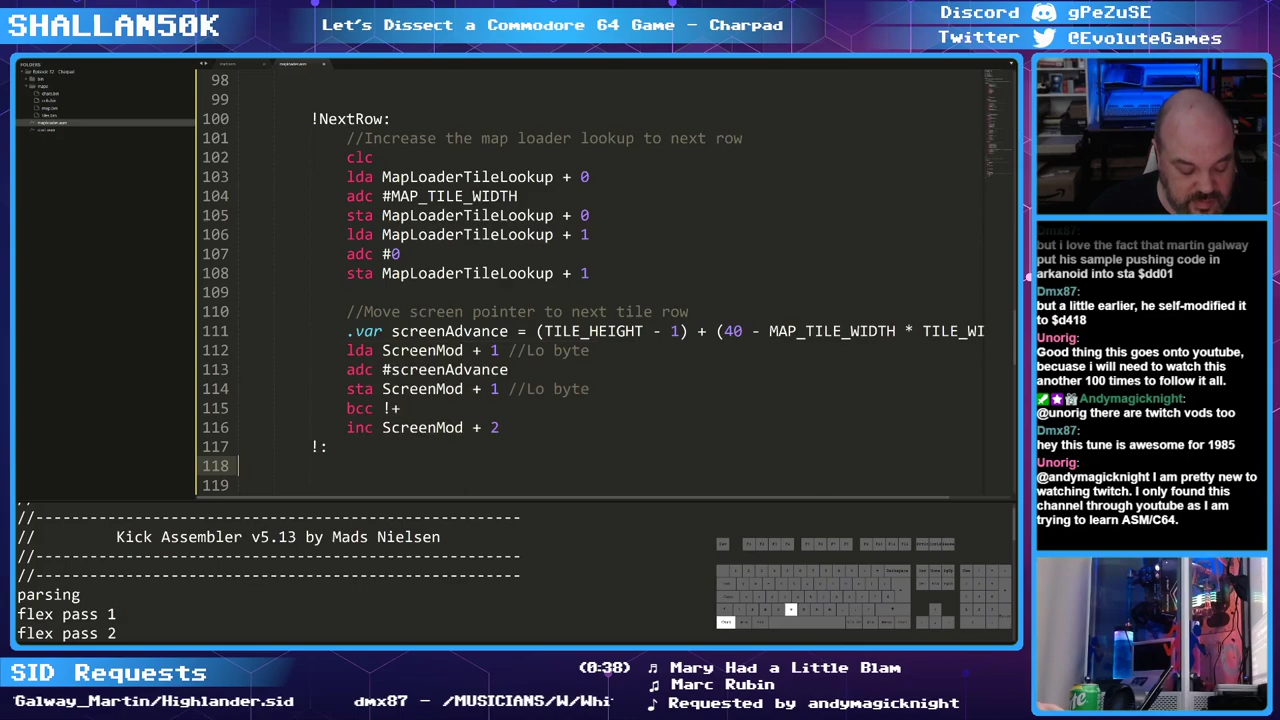 SHALLAN50K
Let's Dissect a Commodore 64 Game - Charpad
Discord gPeZuSE
Twitter @EvoluteGames
FOLDERS
98
99
100 !NextRow:
101 //Increase the map loader lookup to next row
102 clc
103 lda MapLoaderTileLookup + 0
104 adc #MAP_TILE_WIDTH
105 sta MapLoaderTileLookup + 0
106 lda MapLoaderTileLookup + 1
107 adc #0
108 sta MapLoaderTileLookup + 1
109
110 //Move screen pointer to next tile row
111 .var screenAdvance = (TILE_HEIGHT - 1) + (40 - MAP_TILE_WIDTH * TILE_WI
112 lda ScreenMod + 1 //Lo byte
113 adc #screenAdvance
114 sta ScreenMod + 1 //Lo byte
115 bcc !+
116 inc ScreenMod + 2
117 !:
118
119
//---------------------------------------------------
// Kick Assembler v5.13 by Mads Nielsen
//---------------------------------------------------
//---------------------------------------------------
parsing
flex pass 1
flex pass 2
Dmx87:
but i love the fact that martin galway
put his sample pushing code in
arkanoid into sta $dd01
Dmx87:
but a little earlier, he self-modified it
to $d418
Unorig:
Good thing this goes onto youtube,
becuase i will need to watch this
another 100 times to follow it all.
Andymagicknight:
@unorig there are twitch vods too
Dmx87:
hey this tune is awesome for 1985
Unorig:
@andymagicknight I am pretty new to
watching twitch. I only found this
channel through youtube as I am
trying to learn ASM/C64.
SID Requests
Galway_Martin/Highlander.sid dmx87 - /MUSICIANS/W/Whi
(0:38) Mary Had a Little Blam
Marc Rubin
Requested by andymagicknight